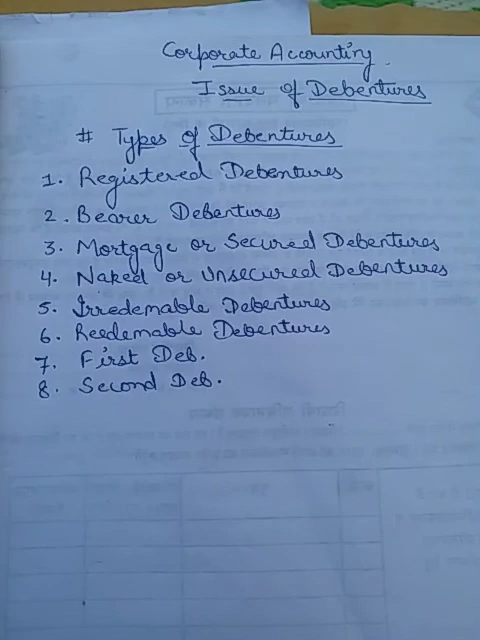 Corporate Accounting
Issue of Debentures
# Types of Debentures
1. Registered Debentures
2. Bearer Debentures
3. Mortgage or Secured Debentures
4. Naked or Unsecured Debentures
5. Irredemable Debentures
6. Reedemable Debentures
7. First Deb.
8. Second Deb.